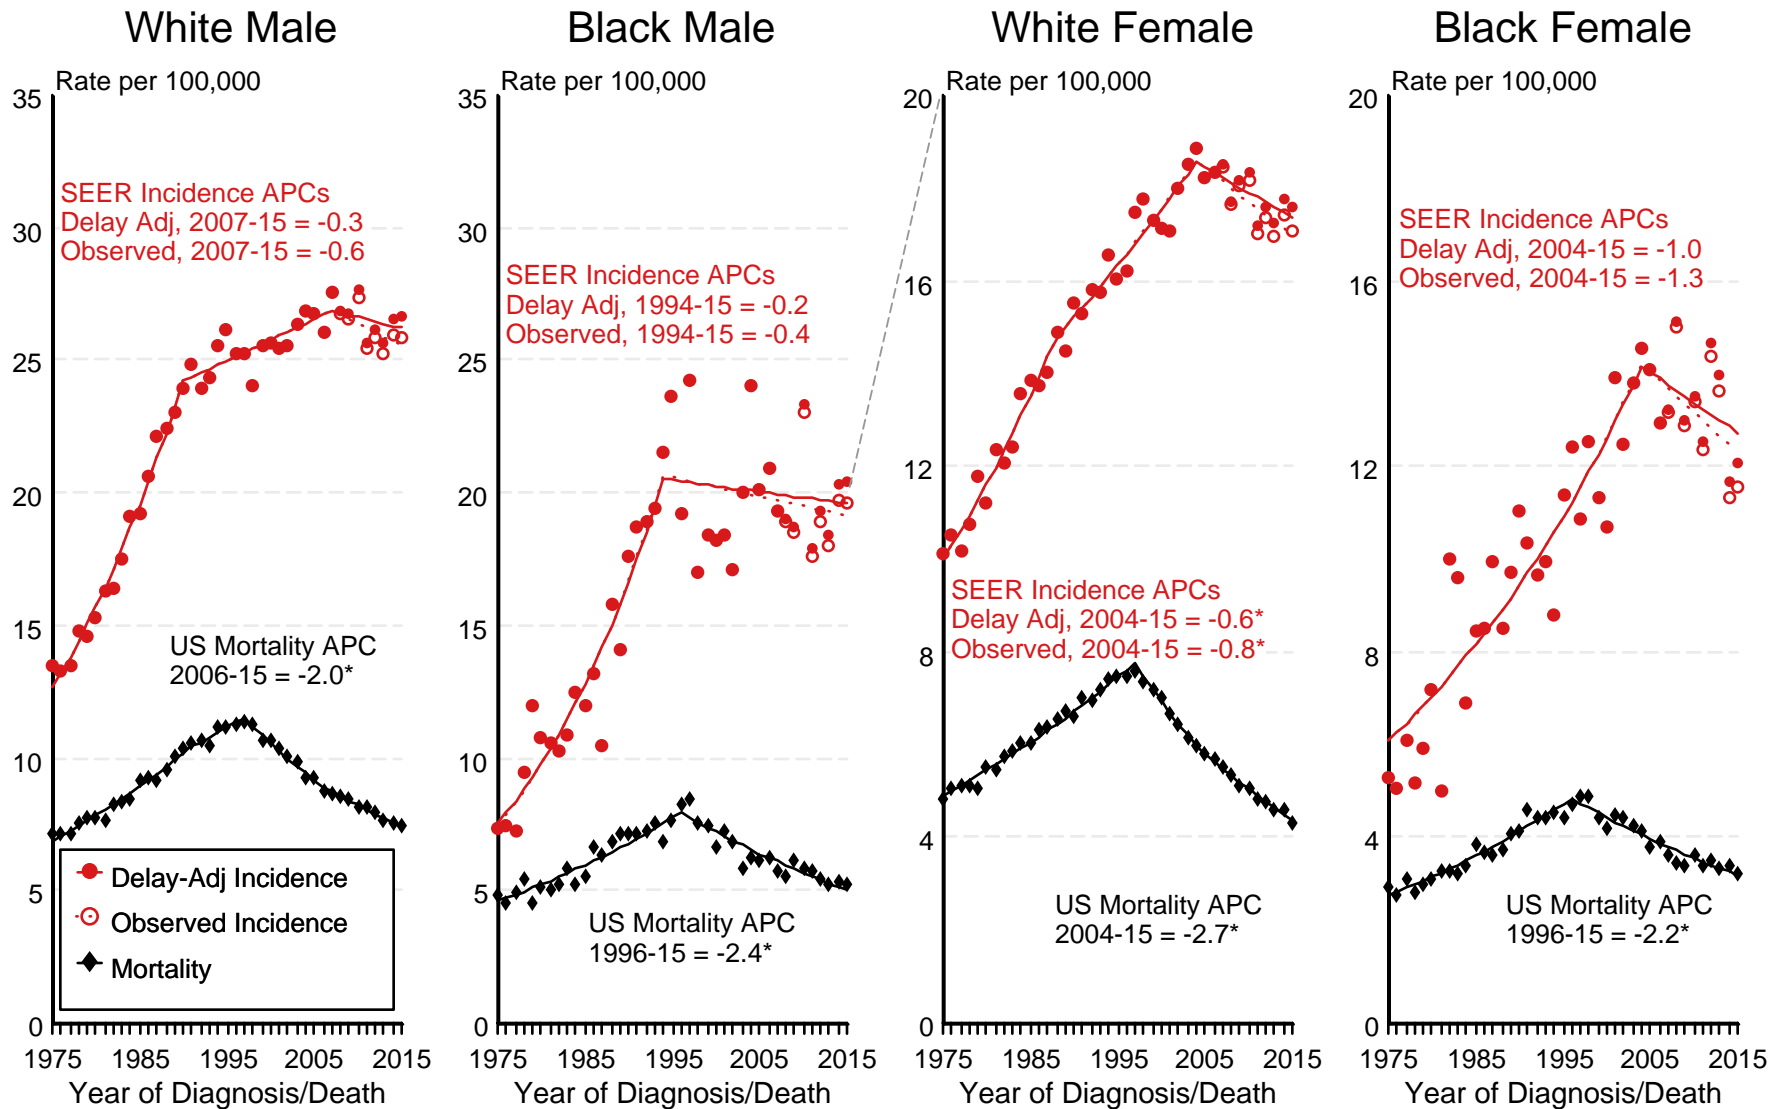 White Male
Rate per 100,000
35
30
25
20
15
10
5
0
SEER Incidence APCs
Delay Adj, 2007-15 = -0.3
Observed, 2007-15 = -0.6
US Mortality APC
2006-15 = -2.0*
Delay-Adj Incidence
Observed Incidence
Mortality
1975 1985 1995 2005 2015
Year of Diagnosis/Death
Black Male
Rate per 100,000
35
30
25
20
15
10
5
0
SEER Incidence APCs
Delay Adj, 1994-15 = -0.2
Observed, 1994-15 = -0.4
US Mortality APC
1996-15 = -2.4*
1975 1985 1995 2005 2015
Year of Diagnosis/Death
White Female
Rate per 100,000
20
16
12
8
4
0
SEER Incidence APCs
Delay Adj, 2004-15 = -0.6*
Observed, 2004-15 = -0.8*
US Mortality APC
2004-15 = -2.7*
1975 1985 1995 2005 2015
Year of Diagnosis/Death
Black Female
Rate per 100,000
20
16
12
8
4
0
SEER Incidence APCs
Delay Adj, 2004-15 = -1.0
Observed, 2004-15 = -1.3
US Mortality APC
1996-15 = -2.2*
1975 1985 1995 2005 2015
Year of Diagnosis/Death